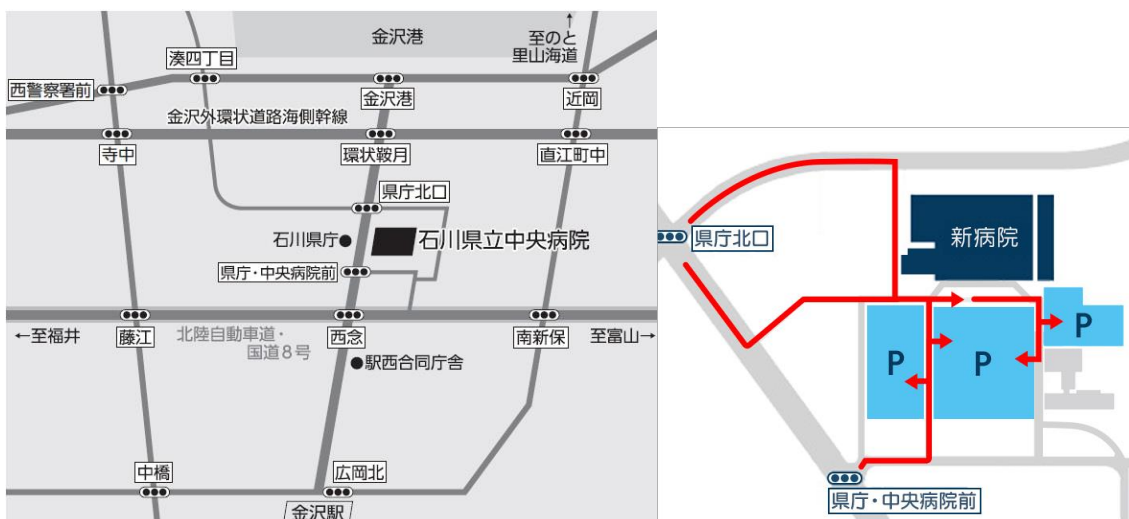 金沢港
↑
至のと
里山海道
湊四丁目
西警察署前
金沢港
近岡
金沢外環状道路海側幹線
寺中
環状鞍月
直江町中
県庁北口
石川県庁●
石川県立中央病院
県庁・中央病院前
←至福井
藤江
北陸自動車道・
国道8号
西念
南新保
至富山→
●駅西合同庁舎
中橋
広岡北
金沢駅
県庁北口
新病院
P
P
P
県庁・中央病院前